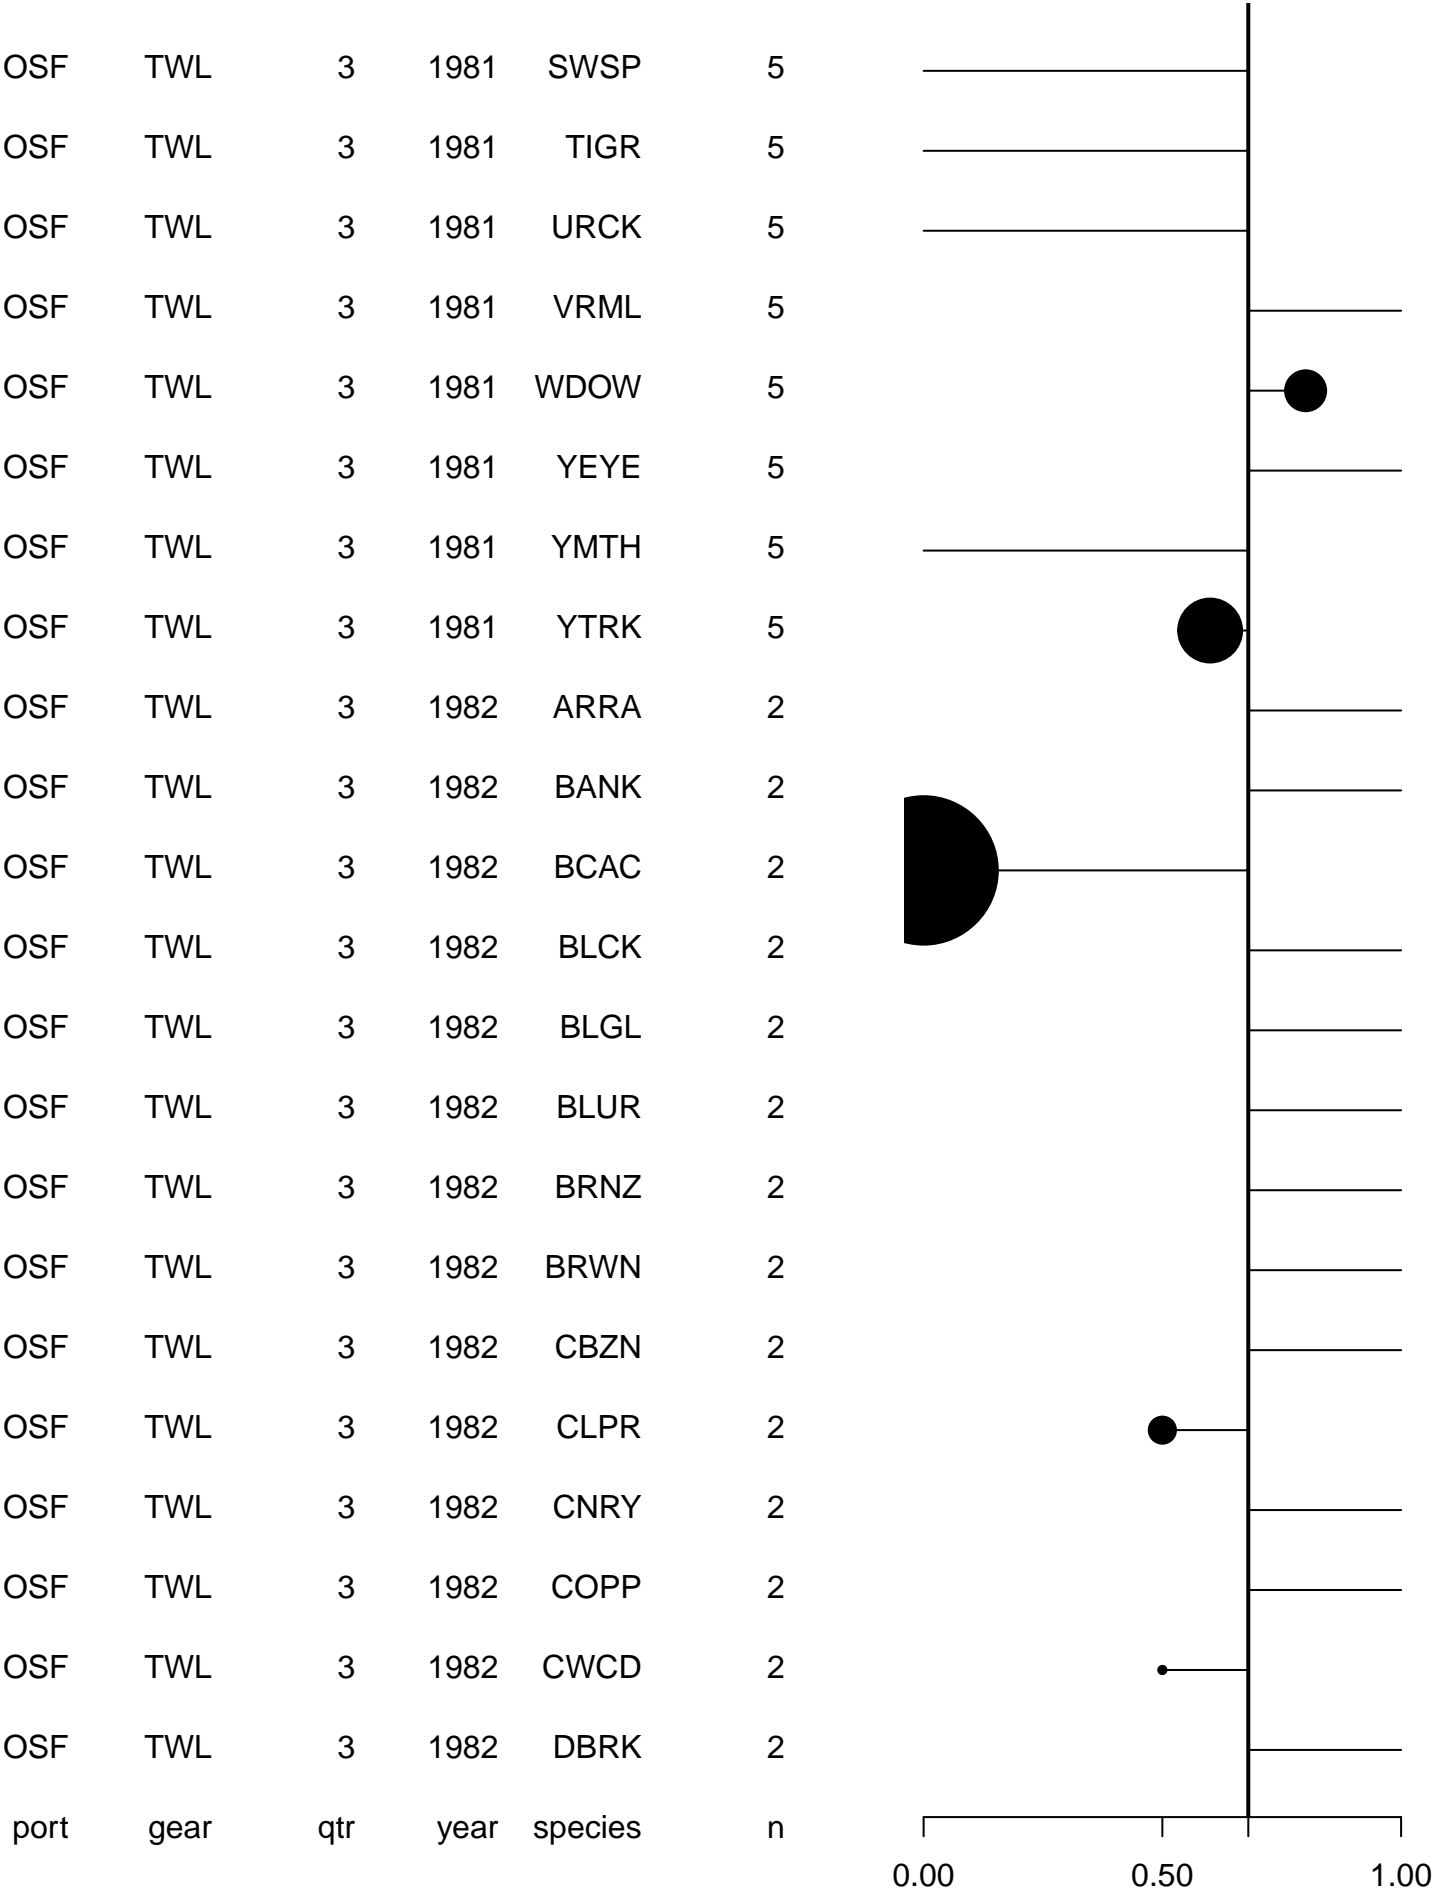 OSF TWL 3 1981 SWSP 5
OSF TWL 3 1981 TIGR 5
OSF TWL 3 1981 URCK 5
OSF TWL 3 1981 VRML 5
OSF TWL 3 1981 WDOW 5
OSF TWL 3 1981 YEYE 5
OSF TWL 3 1981 YMTH 5
OSF TWL 3 1981 YTRK 5
OSF TWL 3 1982 ARRA 2
OSF TWL 3 1982 BANK 2
OSF TWL 3 1982 BCAC 2
OSF TWL 3 1982 BLCK 2
OSF TWL 3 1982 BLGL 2
OSF TWL 3 1982 BLUR 2
OSF TWL 3 1982 BRNZ 2
OSF TWL 3 1982 BRWN 2
OSF TWL 3 1982 CBZN 2
OSF TWL 3 1982 CLPR 2
OSF TWL 3 1982 CNRY 2
OSF TWL 3 1982 COPP 2
OSF TWL 3 1982 CWCD 2
OSF TWL 3 1982 DBRK 2
port gear qtr year species n
0.00 0.50 1.00